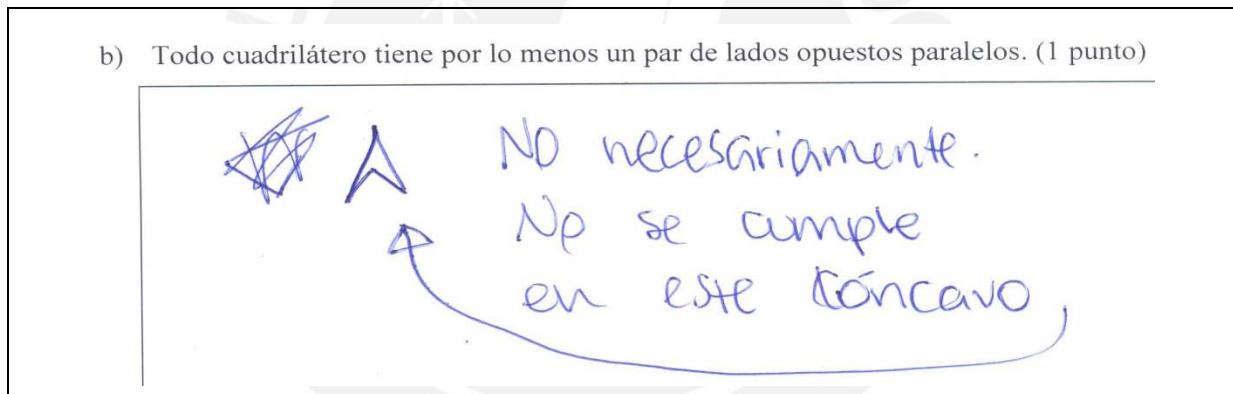 b) Todo cuadrilátero tiene por lo menos un par de lados opuestos paralelos. (1 punto)
No necesariamente.
No se cumple
en este cóncavo